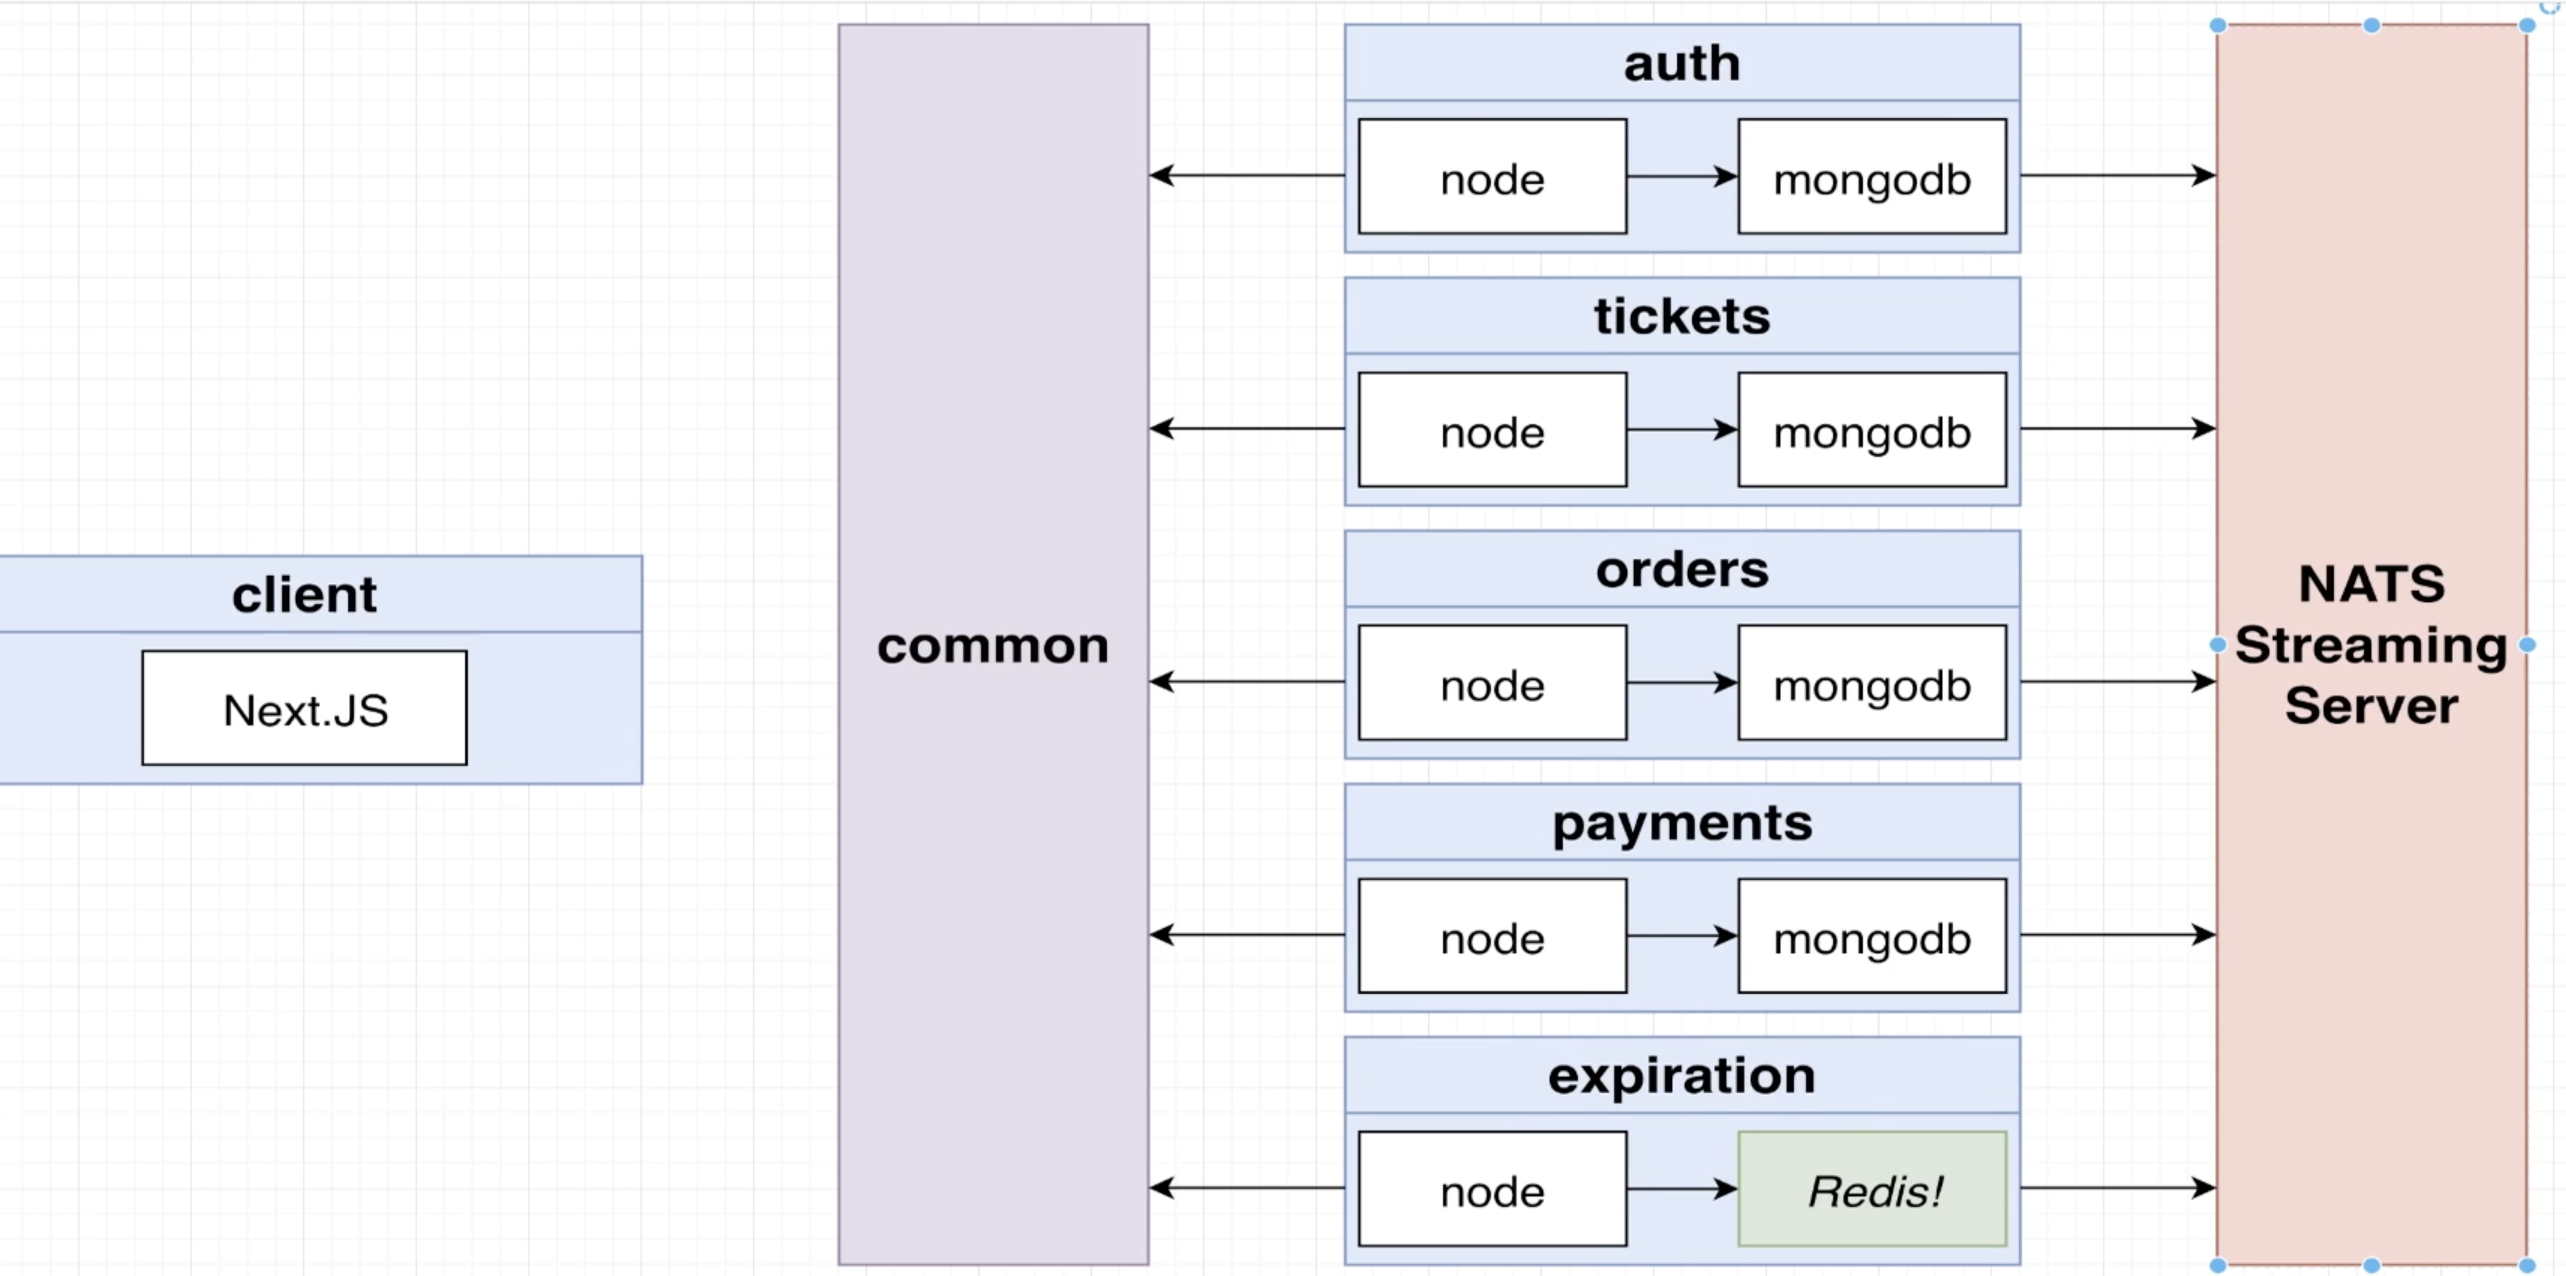 client
Next.JS
common
auth
node
mongodb
tickets
node
mongodb
orders
node
mongodb
payments
node
mongodb
expiration
node
Redis!
NATS
Streaming
Server